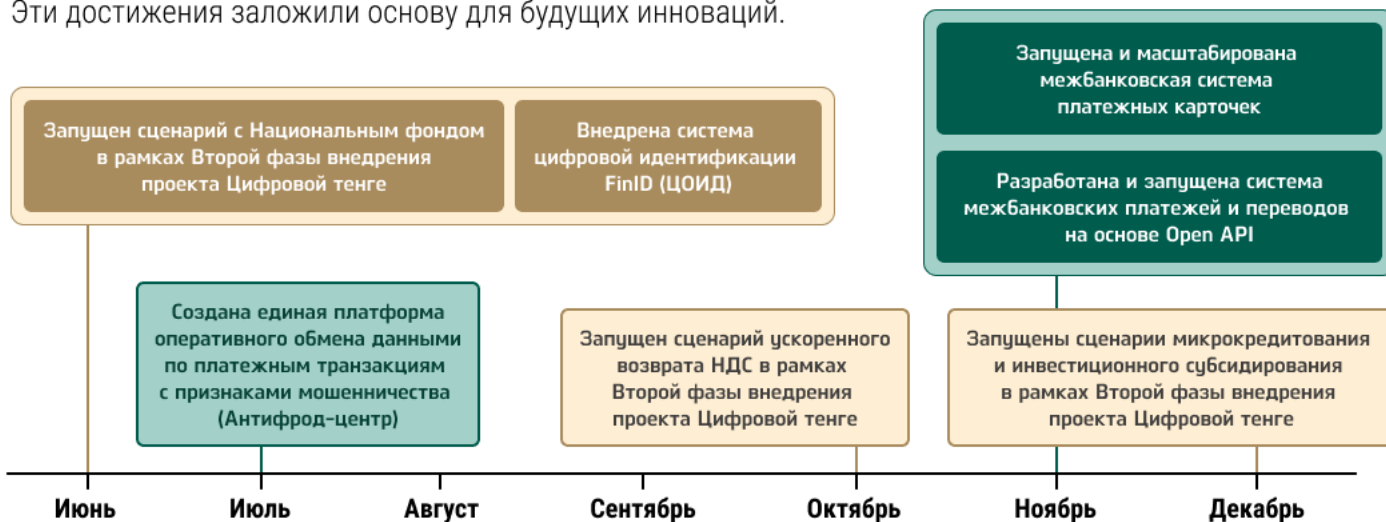 Эти достижения заложили основу для будущих инноваций.
Запущен сценарий с Национальным фондом
в рамках Второй фазы внедрения
проекта Цифровой тенге
Внедрена система
цифровой идентификации
FinID (ЦОИД)
Запущена и масштабирована
межбанковская система
платежных карточек
Разработана и запущена система
межбанковских платежей и переводов
на основе Open API
Создана единая платформа
оперативного обмена данными
по платежным транзакциям
с признаками мошенничества
(Антифрод-центр)
Запущен сценарий ускоренного
возврата НДС в рамках
Второй фазы внедрения
проекта Цифровой тенге
Запущены сценарии микрокредитования
и инвестиционного субсидирования
в рамках Второй фазы внедрения
проекта Цифровой тенге
Июнь
Июль
Август
Сентябрь
Октябрь
Ноябрь
Декабрь